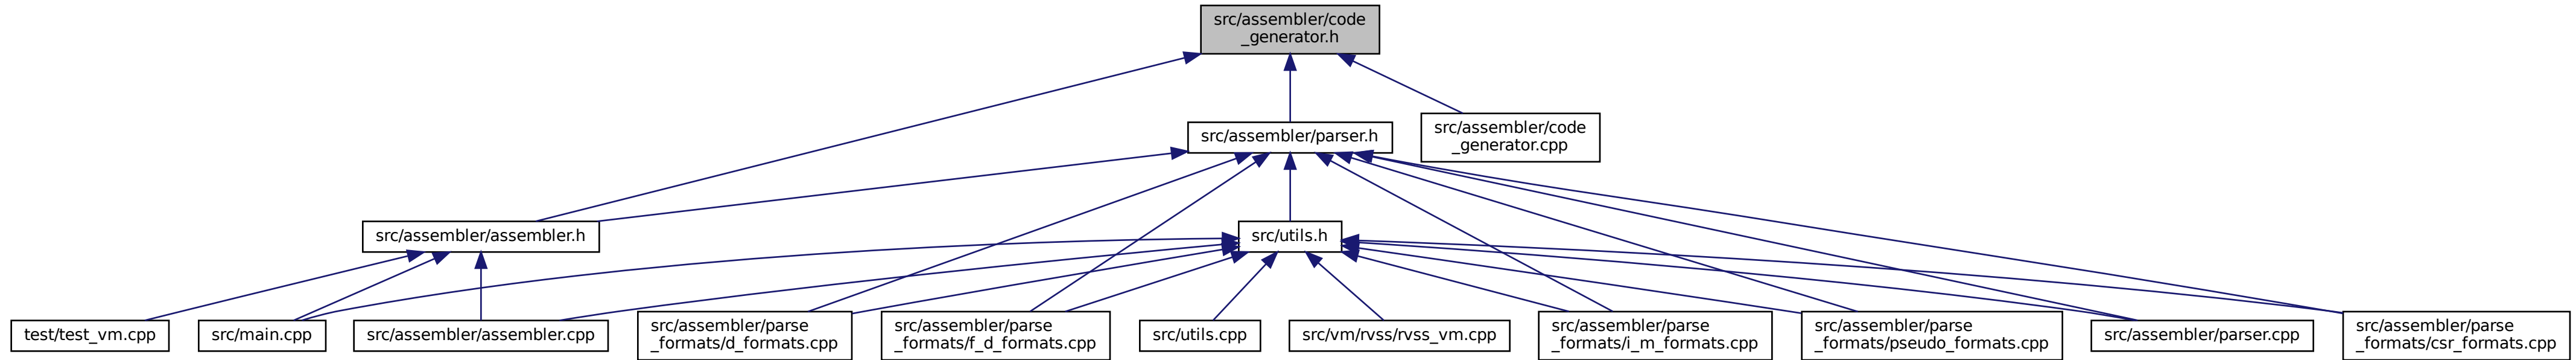 src/assembler/code
_generator.h
src/assembler/parser.h
src/assembler/code
_generator.cpp
src/assembler/assembler.h
src/utils.h
test/test_vm.cpp
src/main.cpp
src/assembler/assembler.cpp
src/assembler/parse
_formats/d_formats.cpp
src/assembler/parse
_formats/f_d_formats.cpp
src/utils.cpp
src/vm/rvss/rvss_vm.cpp
src/assembler/parse
_formats/i_m_formats.cpp
src/assembler/parse
_formats/pseudo_formats.cpp
src/assembler/parser.cpp
src/assembler/parse
_formats/csr_formats.cpp